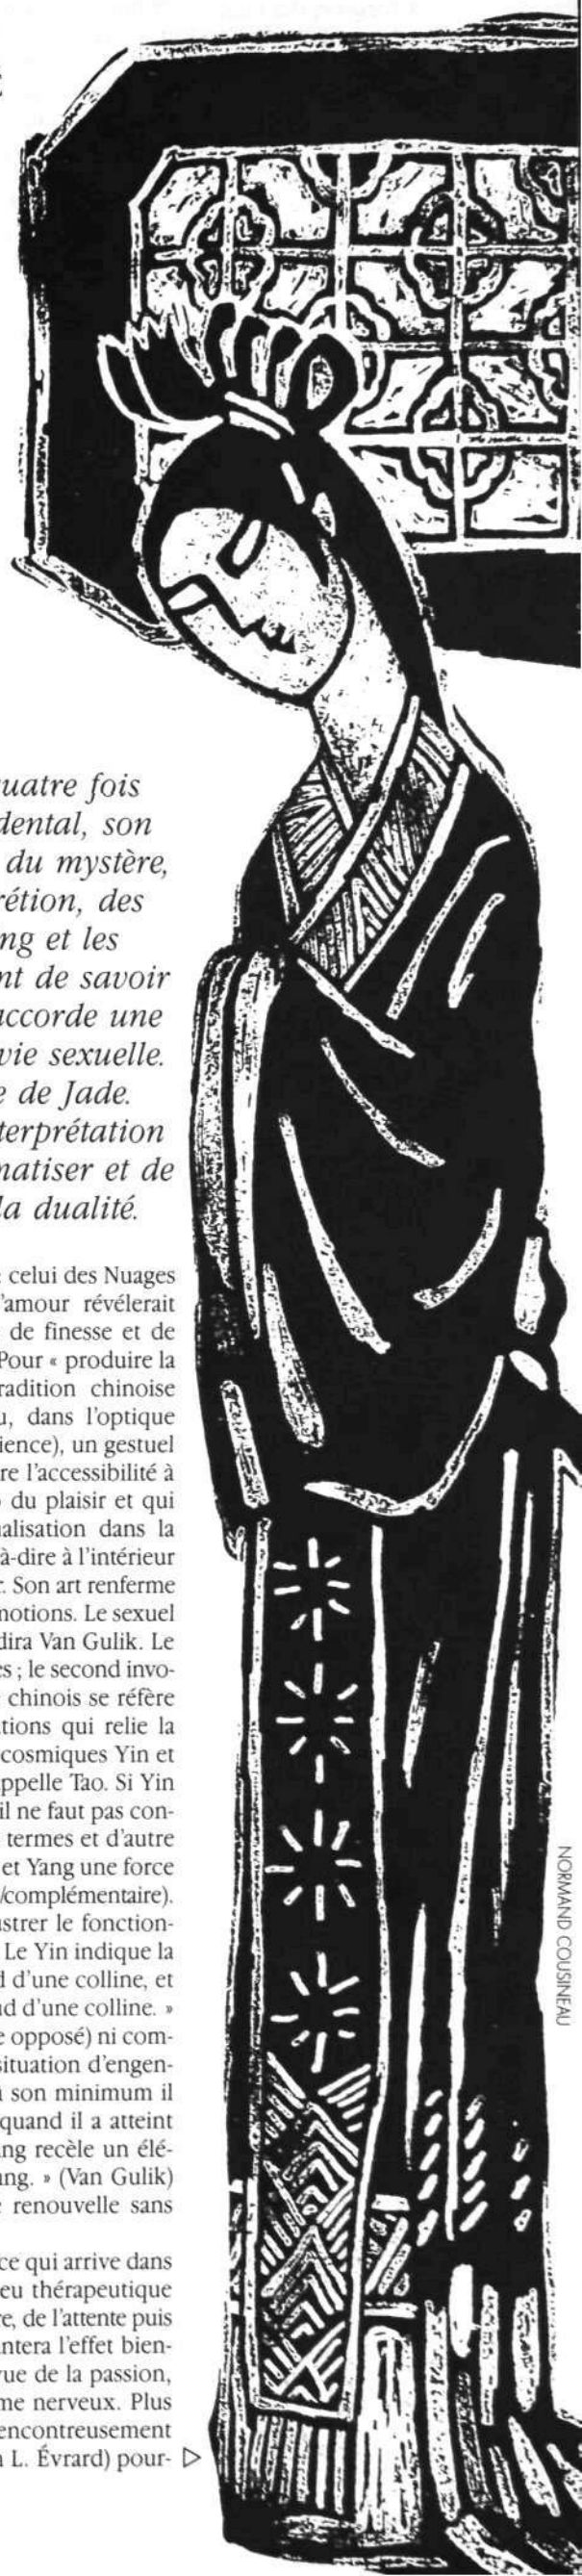 uatre fois
dental, son
du mystère,
rétion, des
ng et les
nt de savoir
accorde une
vie sexuelle.
e de Jade.
terprétation
natiser et de
la dualité.
celui des Nuages
'amour révélerait
de finesse et de
Pour « produire la
radition chinoise
u, dans l'optique
ience), un gestuel
re l'accessibilité à
du plaisir et qui
alisation dans la
à-dire à l'intérieur
r. Son art renferme
notions. Le sexuel
dira Van Gulik. Le
es ; le second invo-
chinois se réfère
tions qui relie la
cosmiques Yin et
ppelle Tao. Si Yin
il ne faut pas con-
termes et d'autre
et Yang une force
/complémentaire).
ustrer le fonction-
Le Yin indique la
d d'une colline, et
ud d'une colline. »
e opposé) ni com-
situation d'engen-
à son minimum il
quand il a atteint
ang recèle un élé-
ang. » (Van Gulik)
e renouvelle sans
ce qui arrive dans
eu thérapeutique
re, de l'attente puis
ntera l'effet bien-
vue de la passion,
me nerveux. Plus
encontreusement
n L. Évrard) pour- ▷
NORMAND COUSINEAU